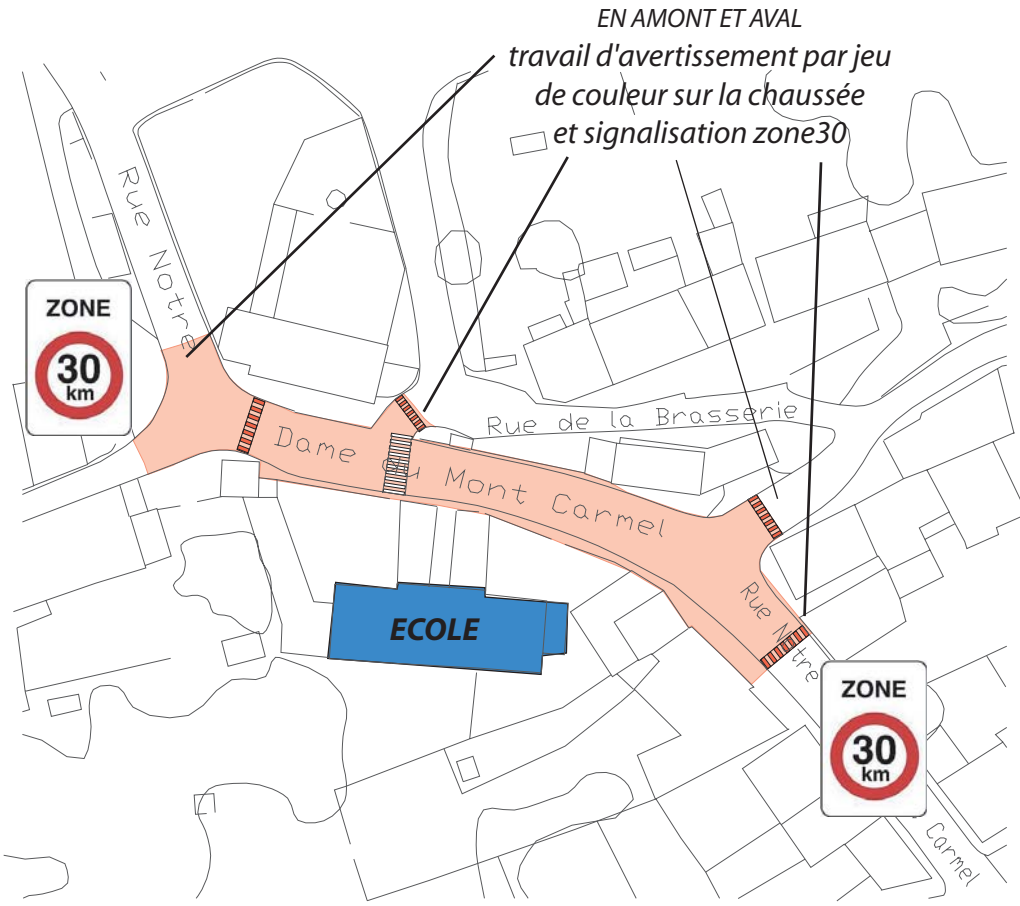 EN AMONT ET AVAL
travail d'avertissement par jeu
de couleur sur la chaussée
et signalisation zone30
Rue Notre
ZONE
30
km
Rue de la Brasserie
Dame du Mont Carmel
ECOLE
Rue Notre
ZONE
30
km
Carmel